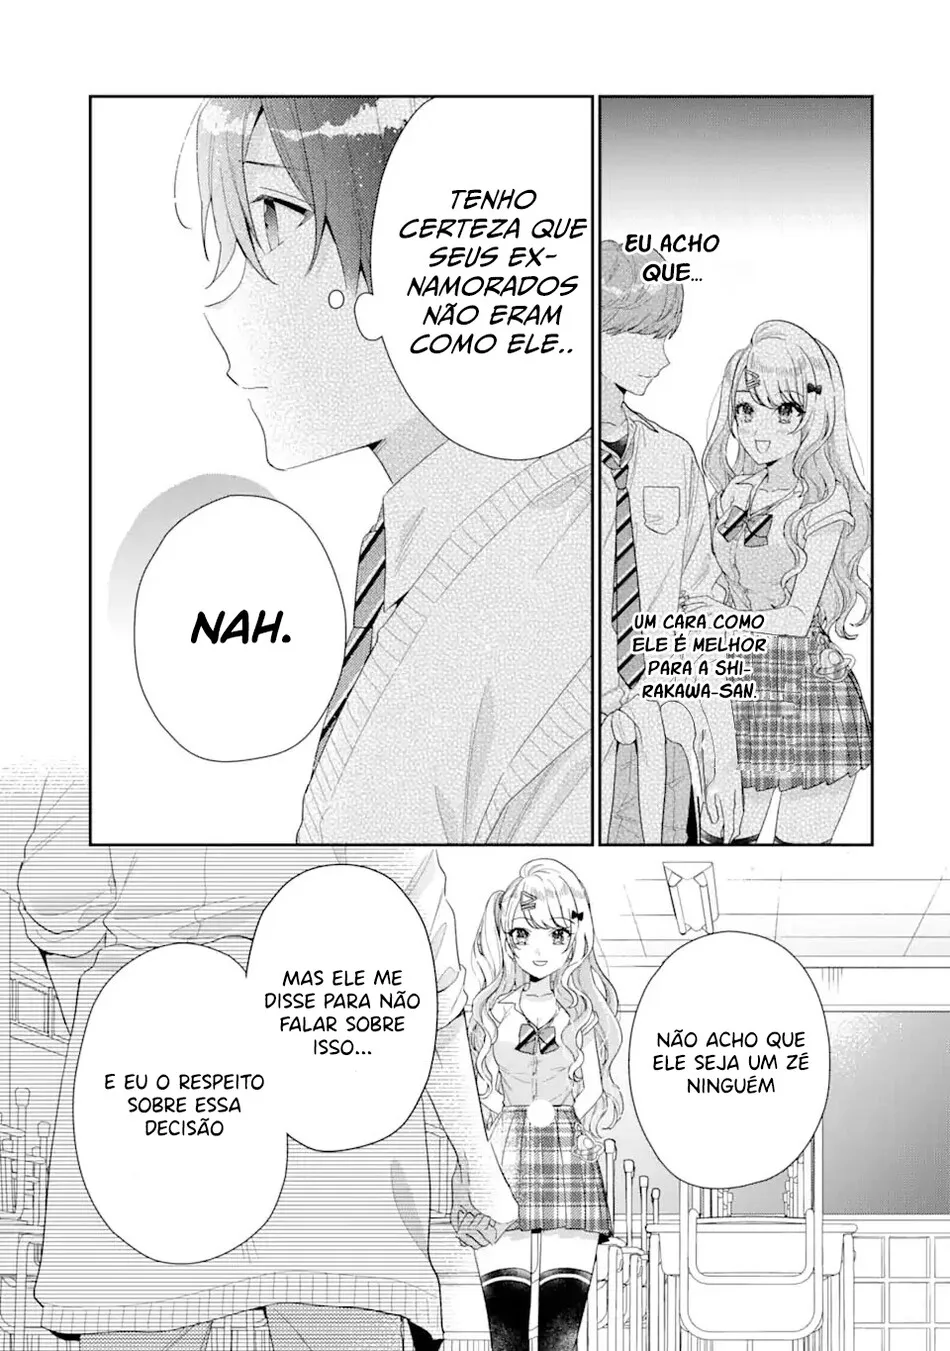 EU ACHO
QUE...
UM CARA COMO
ELE É MELHOR
PARA A SHI-
RAKAWA-SAN.
TENHO
CERTEZA QUE
SEUS EX-
NAMORADOS
NÃO ERAM
COMO ELE..
NAH.
NÃO ACHO QUE
ELE SEJA UM ZÉ
NINGUÉM
MAS ELE ME
DISSE PARA NÃO
FALAR SOBRE
ISSO...
E EU O RESPEITO
SOBRE ESSA
DECISÃO